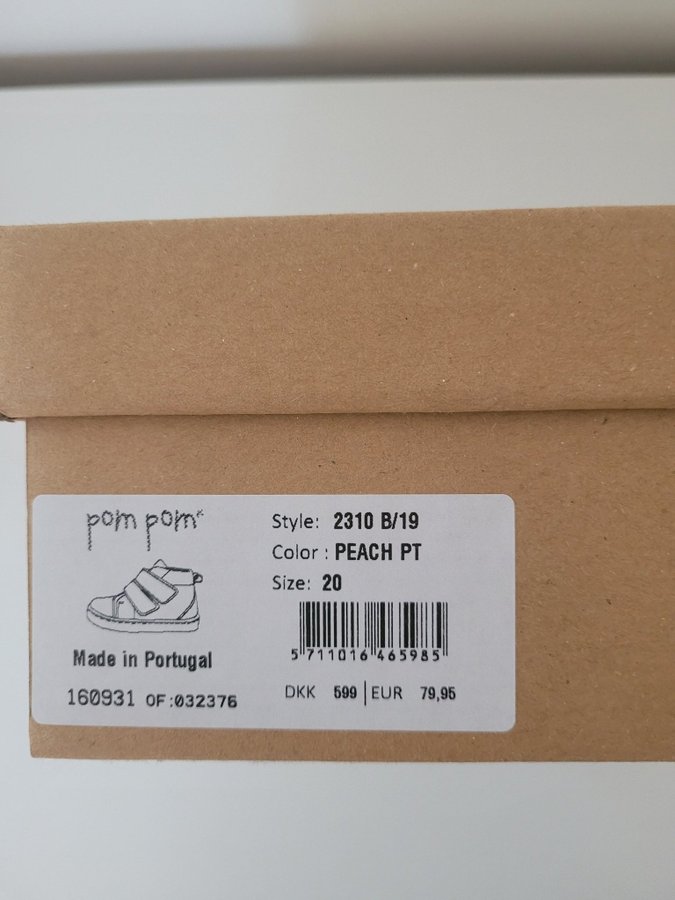 pom pom*
Made in Portugal
160931 OF:032376
Style: 2310 B/19
Color : PEACH PT
Size: 20
5 711016 465985
DKK 599 | EUR 79,95